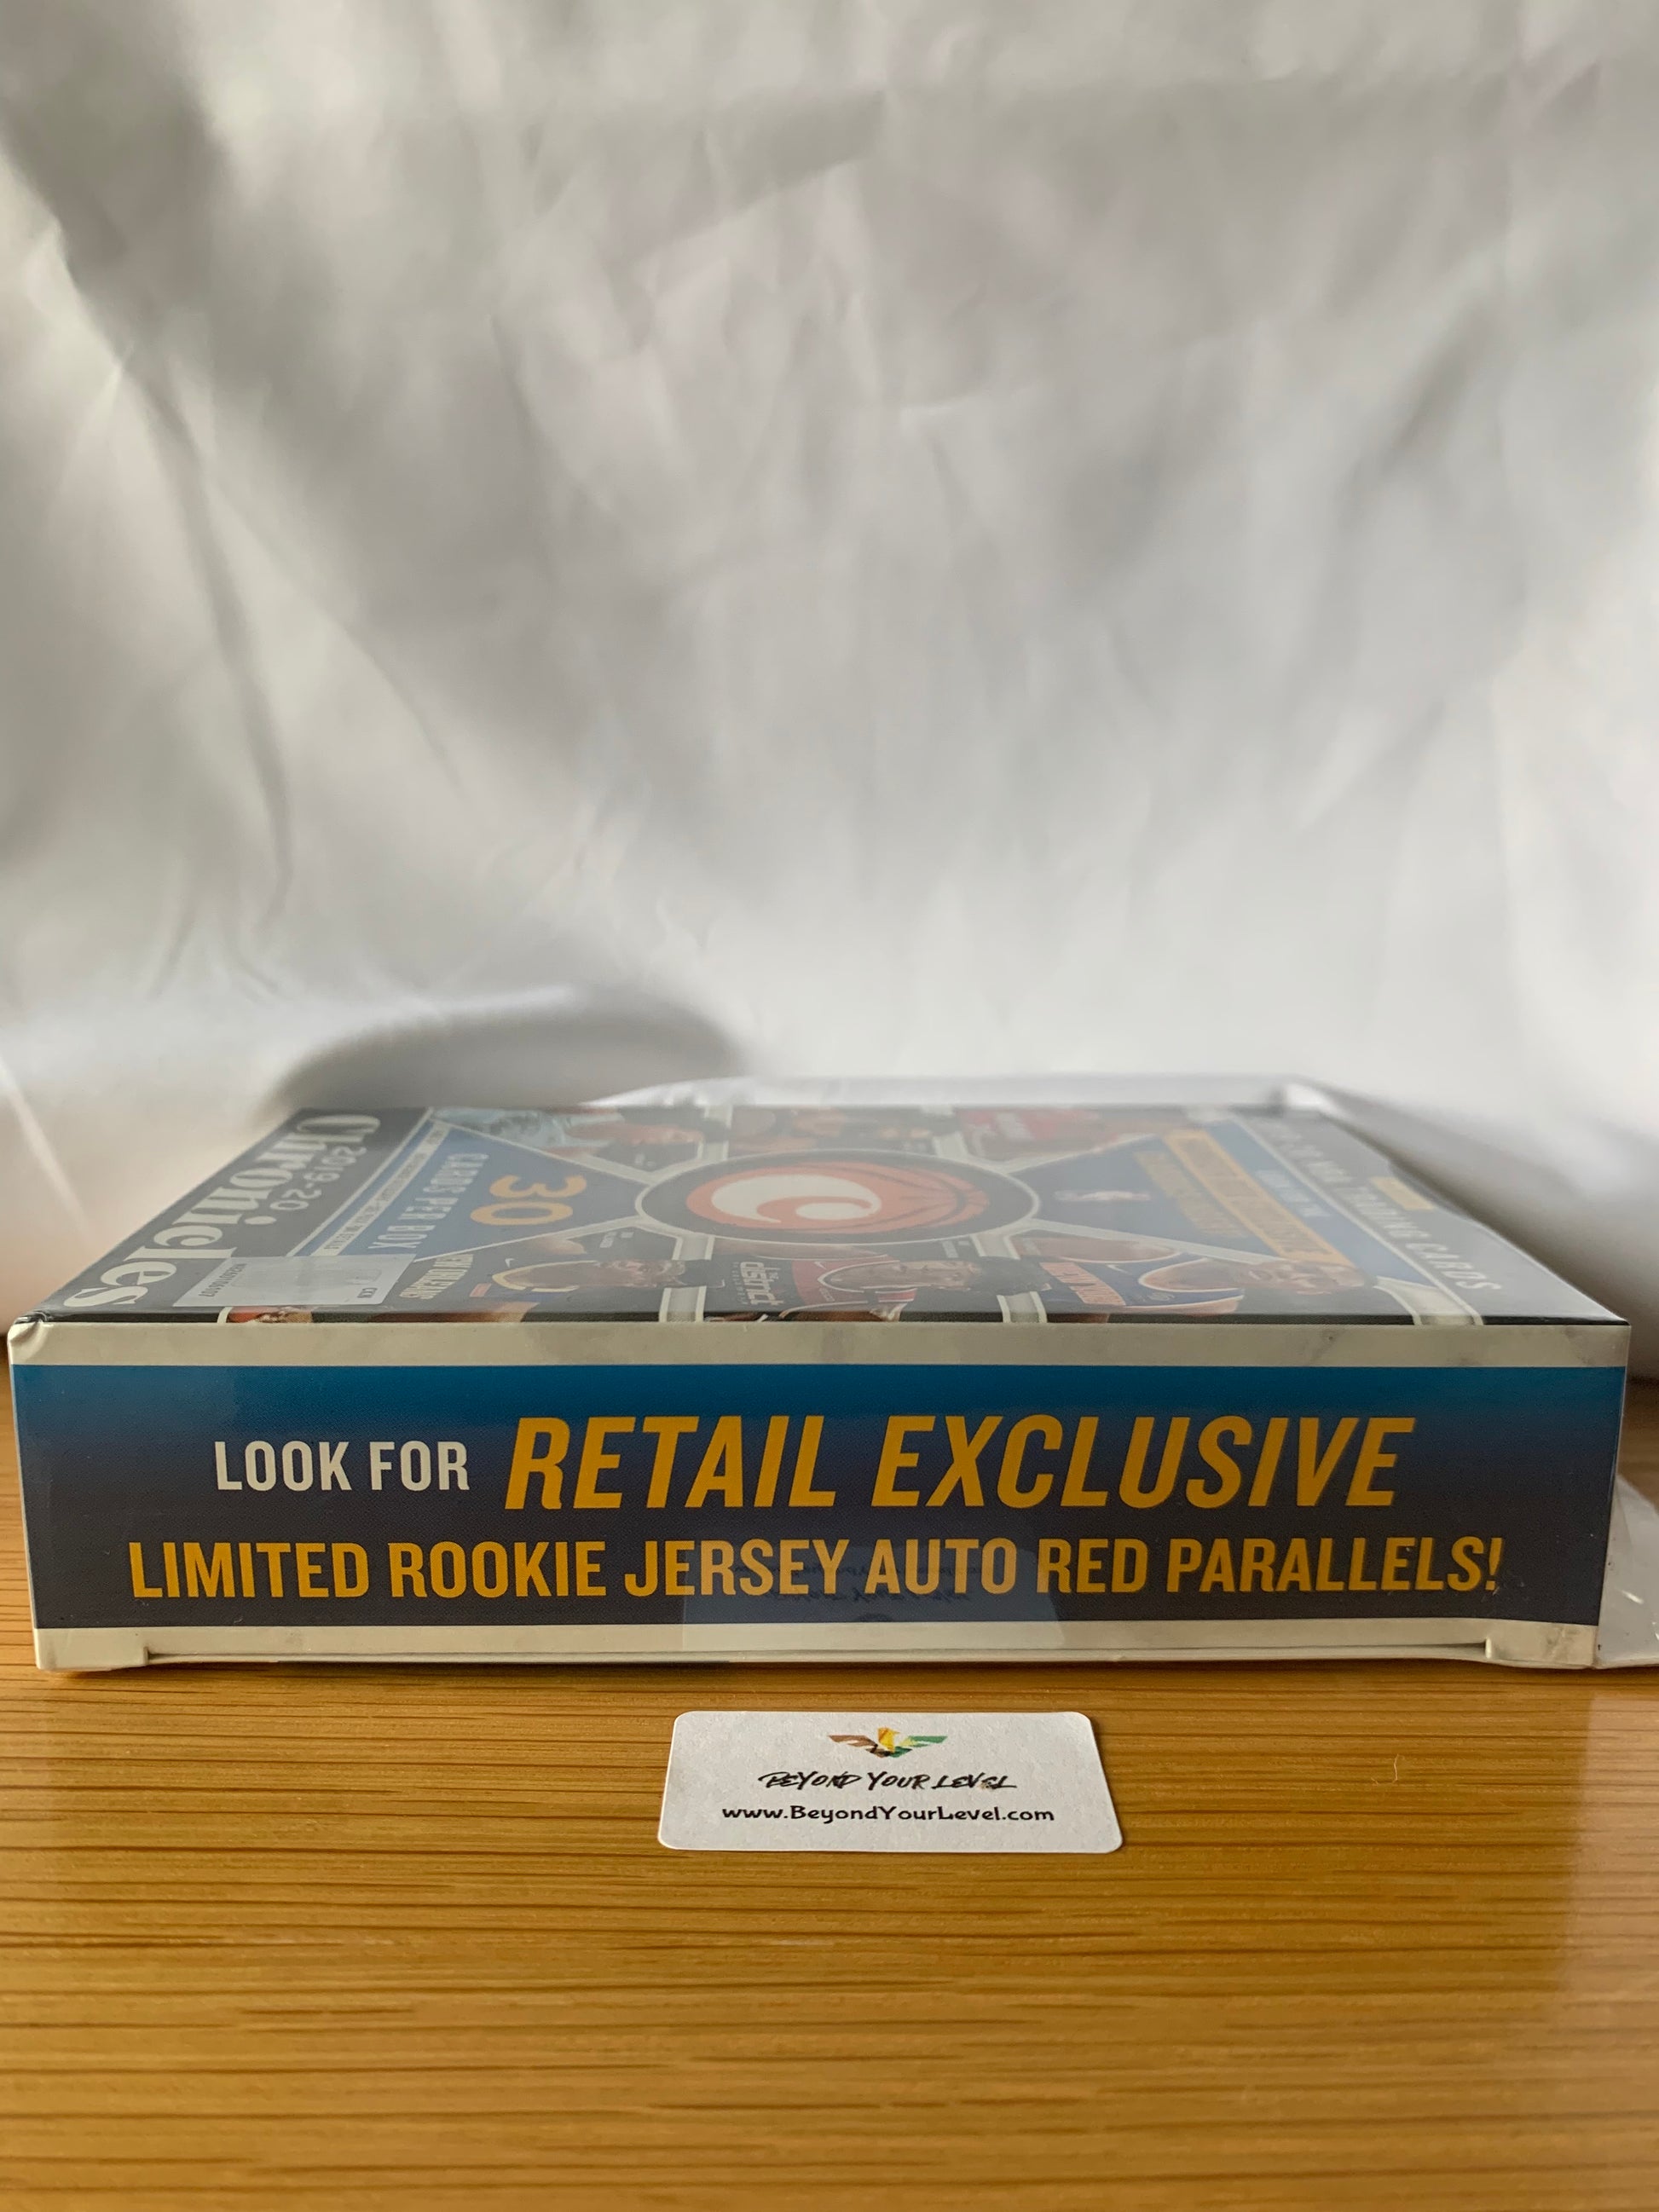 2019-20
Chronicles
30
CARDS PER BOX
NBA TRADING CARDS
LOOK FOR RETAIL EXCLUSIVE
LIMITED ROOKIE JERSEY AUTO RED PARALLELS!
BEYOND YOUR LEVEL
www.BeyondYourLevel.com